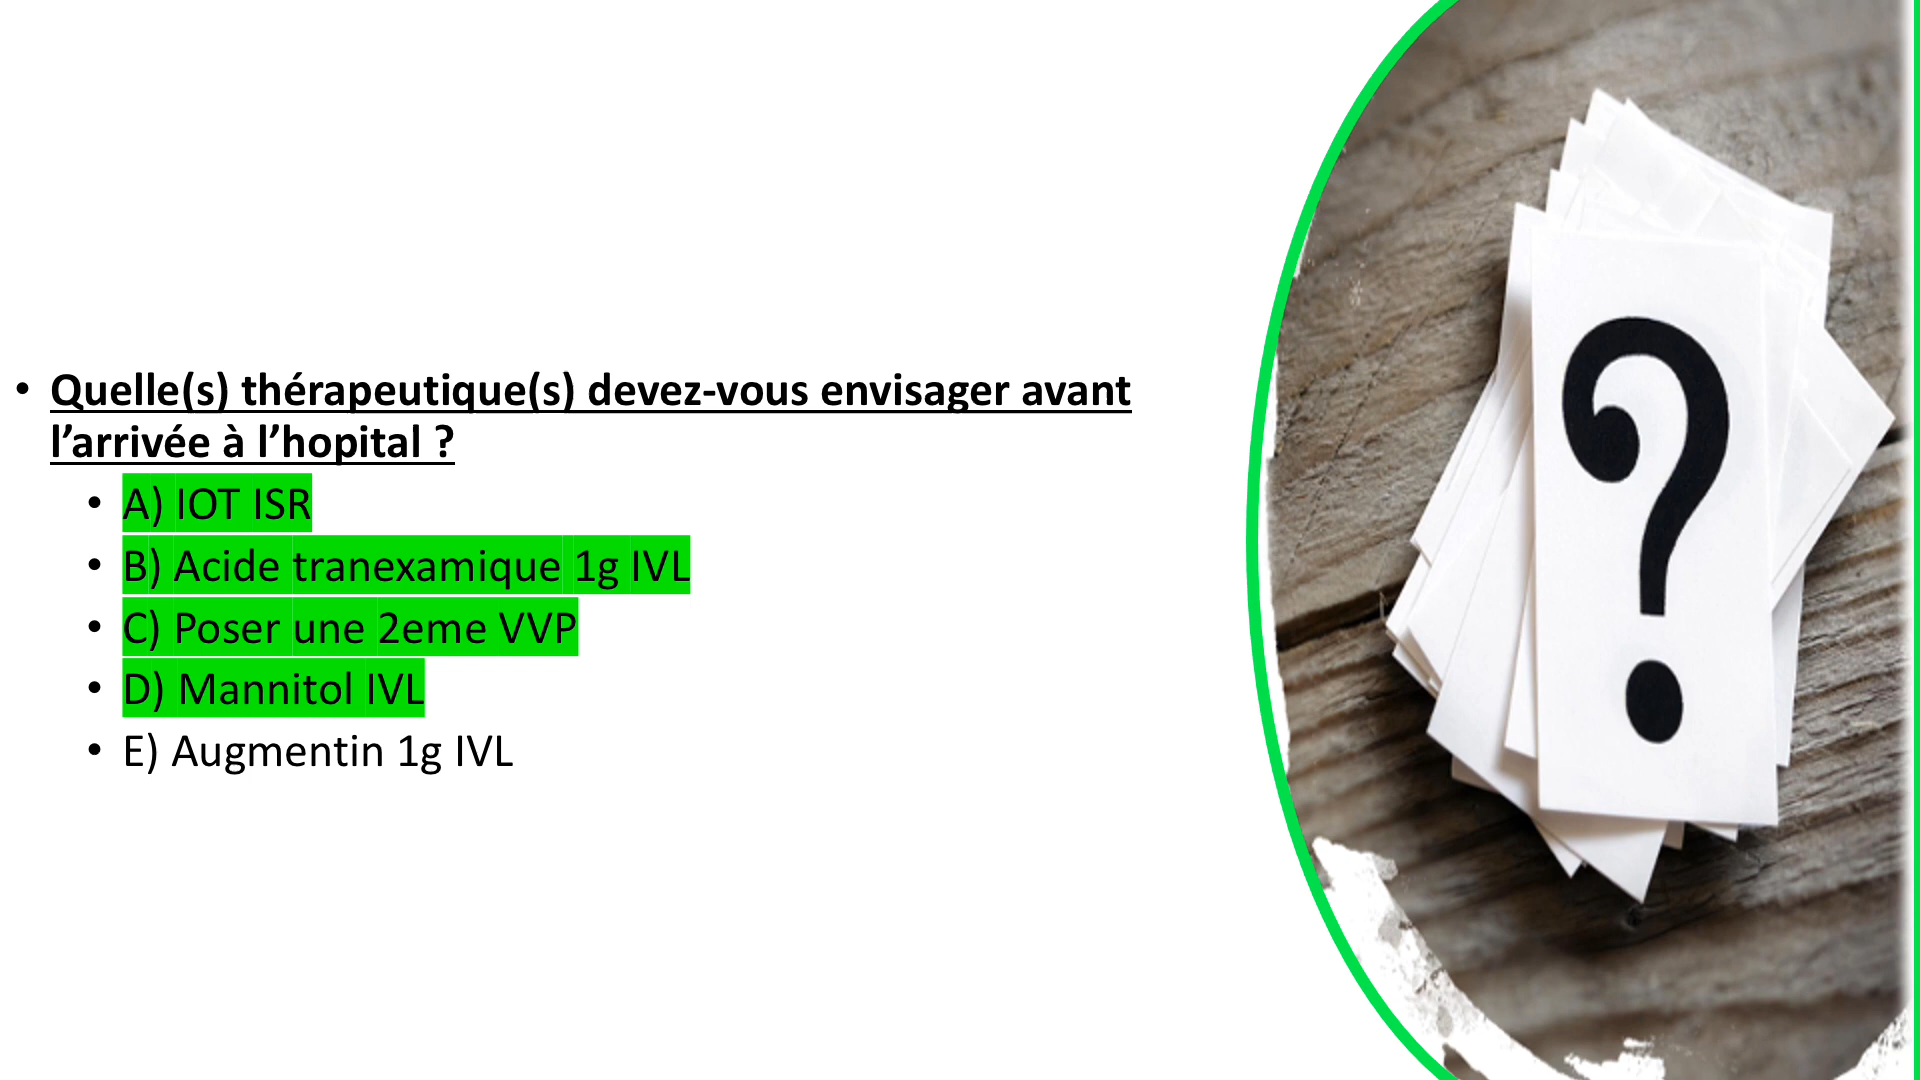 • Quelle(s) thérapeutique(s) devez-vous envisager avant
l’arrivée à l’hopital ?
• A) IOT ISR
• B) Acide tranexamique 1g IVL
• C) Poser une 2eme VVP
• D) Mannitol IVL
• E) Augmentin 1g IVL
?